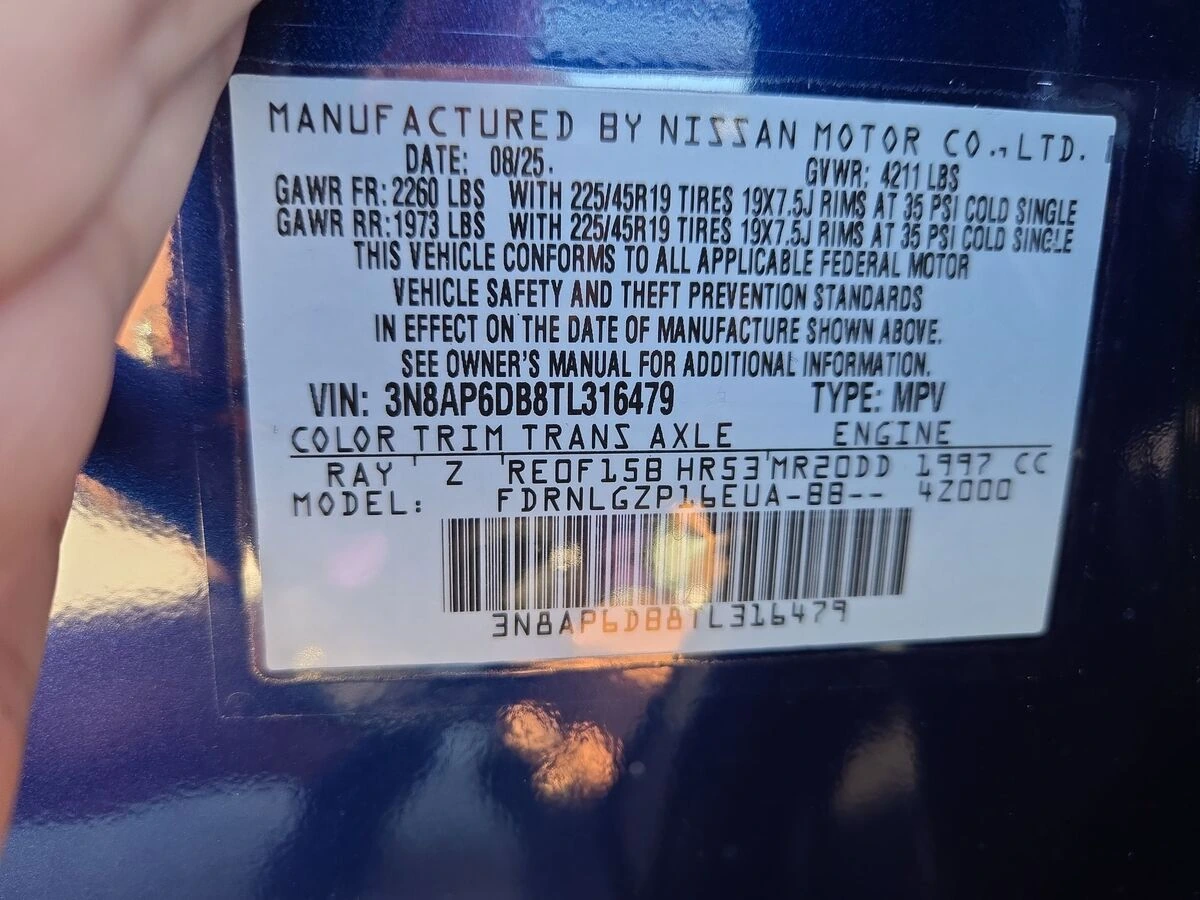 MANUFACTURED BY NISSAN MOTOR CO., LTD.
DATE: 08/25. GVWR: 4211 LBS
GAWR FR: 2260 LBS WITH 225/45R19 TIRES 19X7.5J RIMS AT 35 PSI COLD SINGLE
GAWR RR: 1973 LBS WITH 225/45R19 TIRES 19X7.5J RIMS AT 35 PSI COLD SINGLE
THIS VEHICLE CONFORMS TO ALL APPLICABLE FEDERAL MOTOR
VEHICLE SAFETY AND THEFT PREVENTION STANDARDS
IN EFFECT ON THE DATE OF MANUFACTURE SHOWN ABOVE.
SEE OWNER'S MANUAL FOR ADDITIONAL INFORMATION.
VIN: 3N8AP6DB8TL316479 TYPE: MPV
COLOR TRIM TRANS AXLE ENGINE
RAY Z RE0F15B HR53 MR20DD 1997 CC
MODEL: FDRNLGZP16EUA-BB-- 42000
3N8AP6DB8TL316479